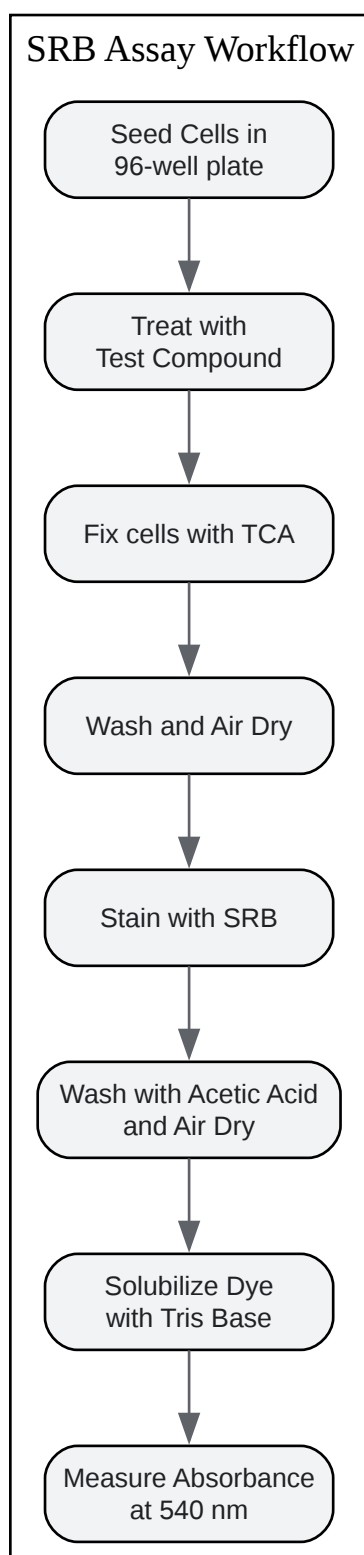 SRB Assay Workflow
Seed Cells in
96-well plate
Treat with
Test Compound
Fix cells with TCA
Wash and Air Dry
Stain with SRB
Wash with Acetic Acid
and Air Dry
Solubilize Dye
with Tris Base
Measure Absorbance
at 540 nm